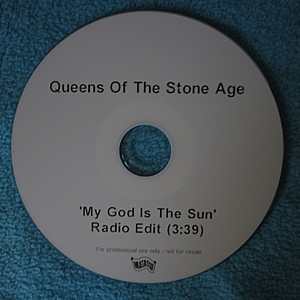 Queens Of The Stone Age
'My God Is The Sun'
Radio Edit (3:39)
For promotional use only - not for resale
MATADOR